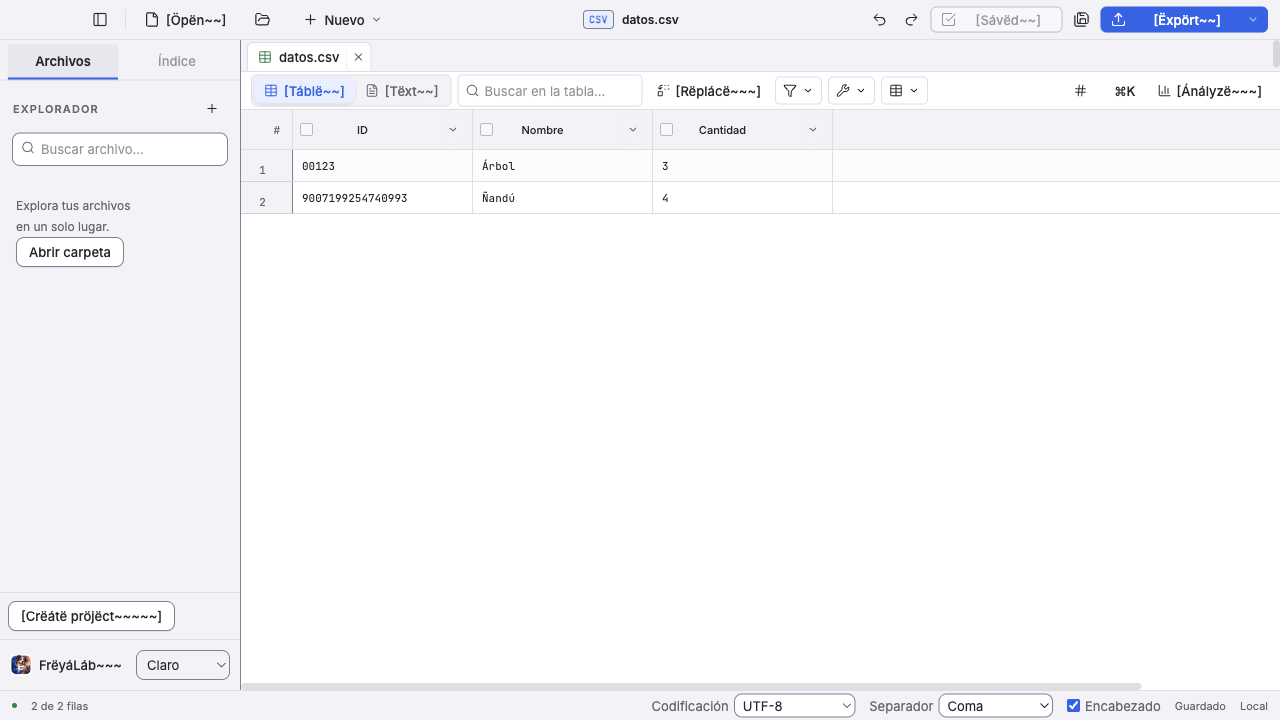 [Öpën~~] Nuevo CSV datos.csv [Sávëd~~] [Ëxpört~~]
Archivos Índice
datos.csv
EXPLORADOR
[Táblë~~] [Tëxt~~] Buscar en la tabla... [Rëplácë~~~] ⌘K [Ánályzë~~~]
Buscar archivo...
# ID Nombre Cantidad
1 00123 Árbol 3
2 9007199254740993 Ñandú 4
Explora tus archivos
en un solo lugar.
Abrir carpeta
[Crëátë pröjëct~~~~~]
FrëyáLáb~~~ Claro
2 de 2 filas Codificación UTF-8 Separador Coma Encabezado Guardado Local